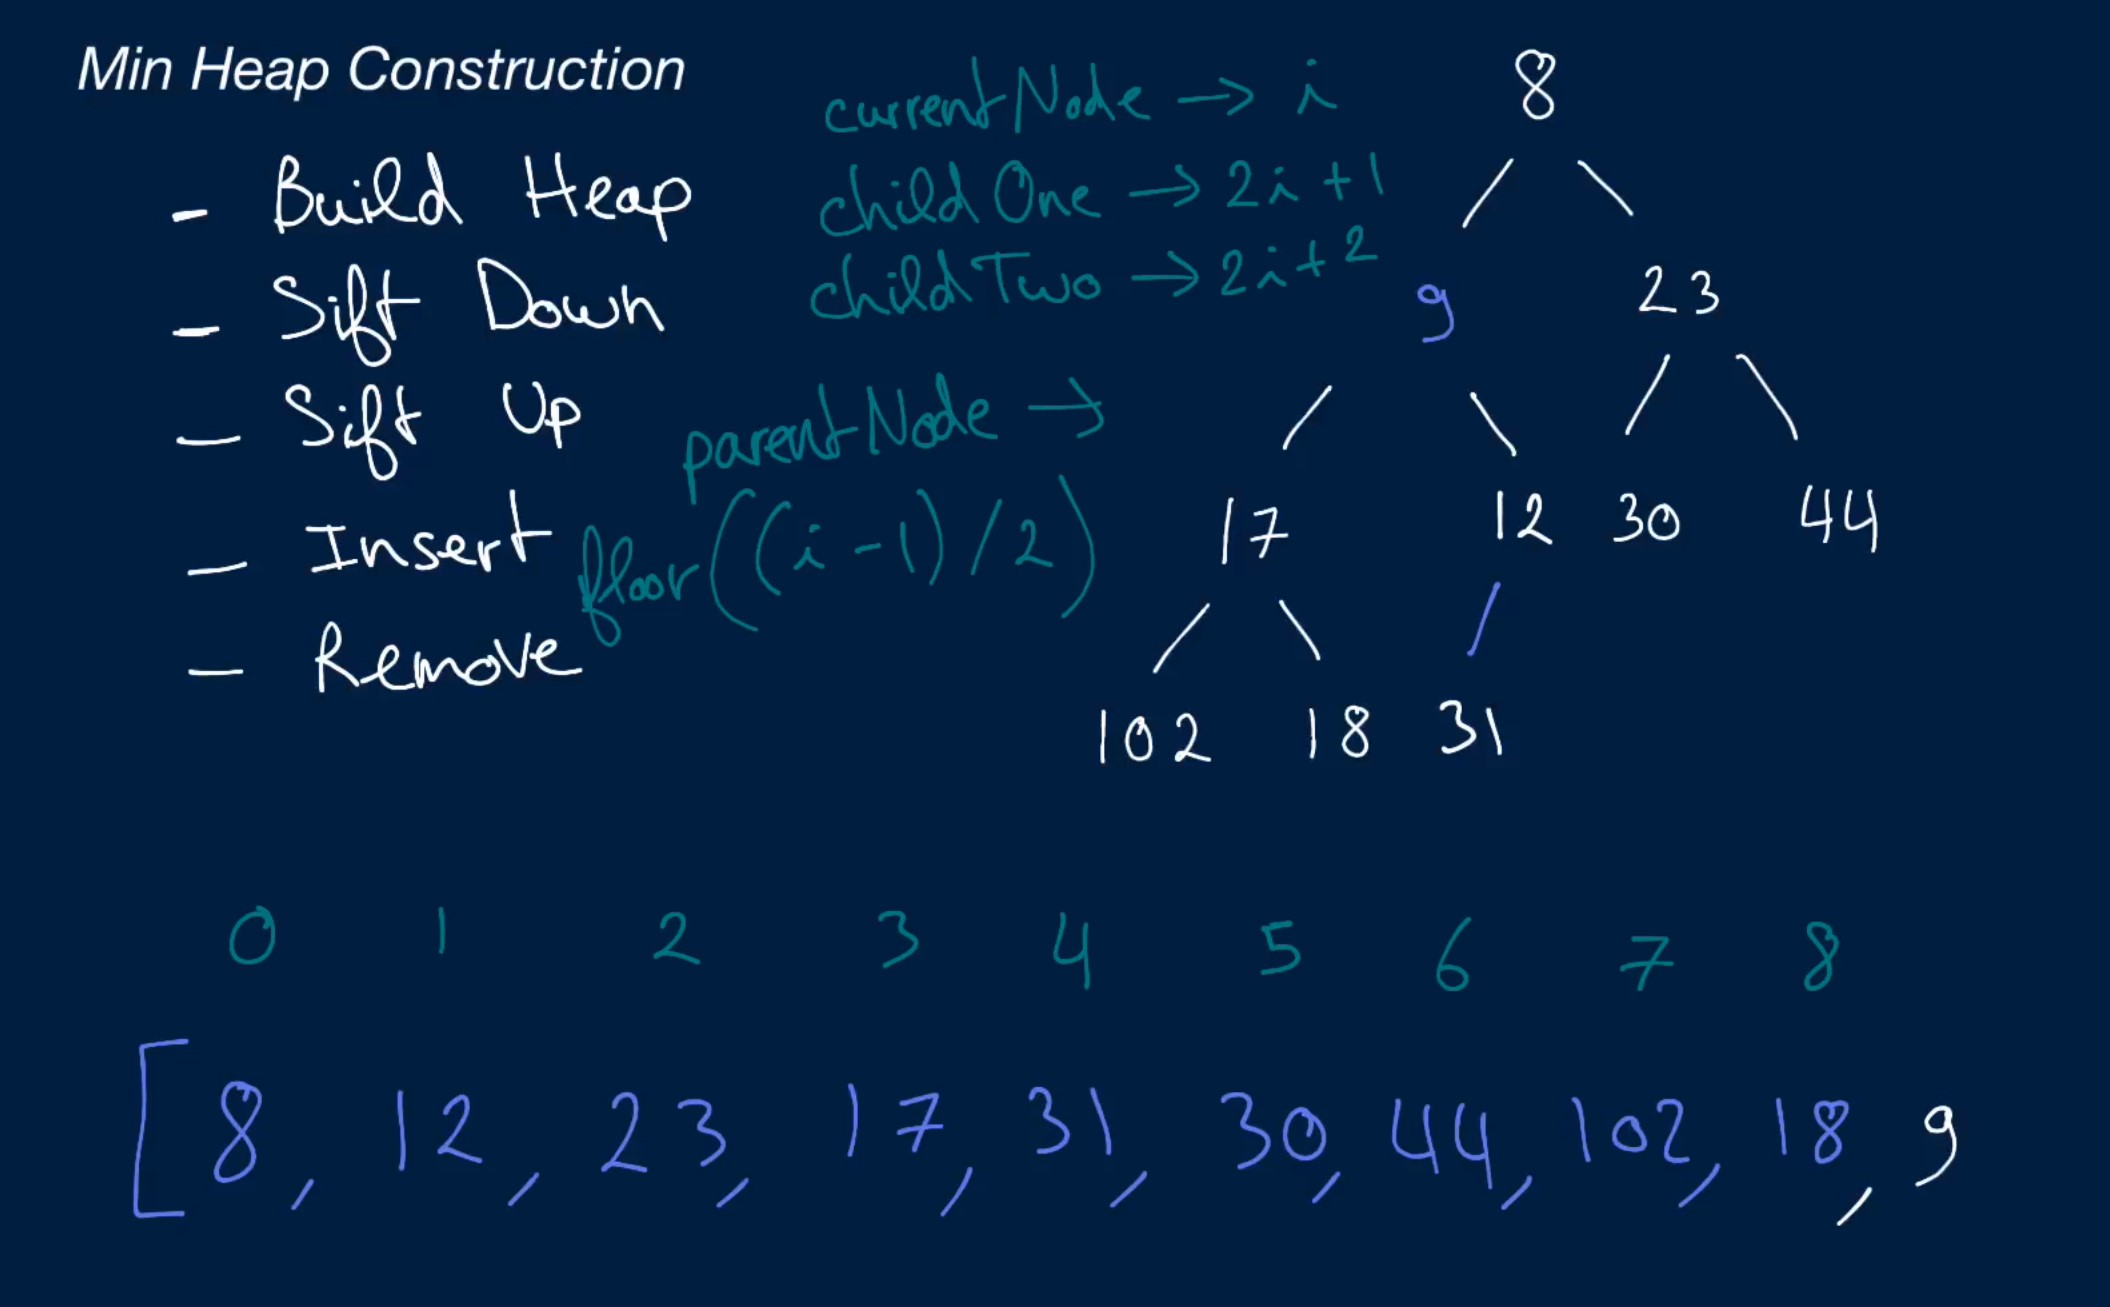 Min Heap Construction
- Build Heap
- Sift Down
- Sift Up
- Insert
- Remove
currentNode → i
childOne → 2i+1
childTwo → 2i+2
parentNode →
floor((i-1)/2)
8
9 23
17 12 30 44
102 18 31
0 1 2 3 4 5 6 7 8
[8, 12, 23, 17, 31, 30, 44, 102, 18, 9